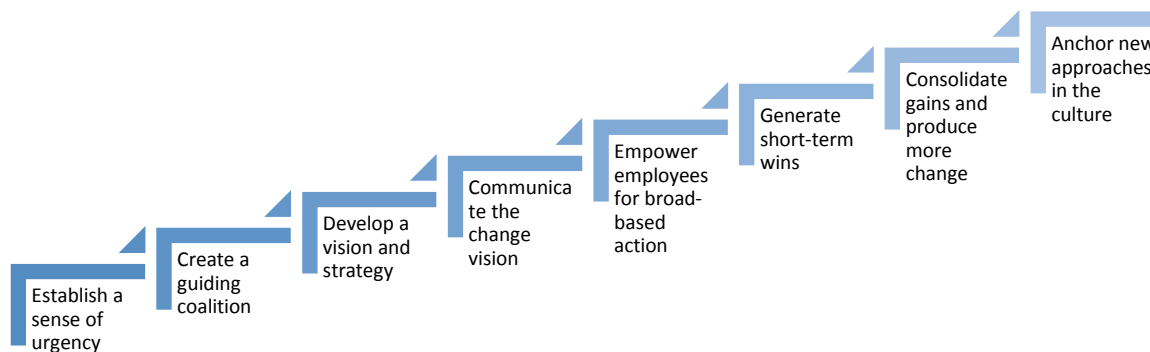 Establish a
sense of
urgency
Create a
guiding
coalition
Develop a
vision and
strategy
Communica
te the
change
vision
Empower
employees
for broad-
based
action
Generate
short-term
wins
Consolidate
gains and
produce
more
change
Anchor new
approaches
in the
culture